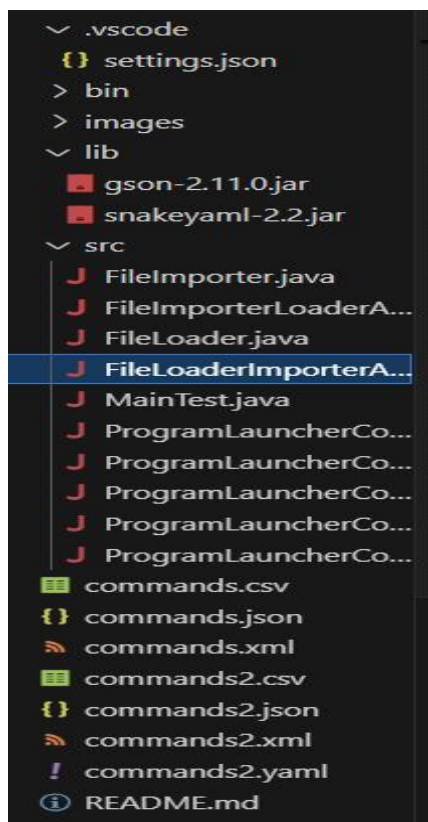 .vscode
settings.json
bin
images
lib
gson-2.11.0.jar
snakeyaml-2.2.jar
src
FileImporter.java
FileImporterLoaderA...
FileLoader.java
FileLoaderImporterA...
MainTest.java
ProgramLauncherCo...
ProgramLauncherCo...
ProgramLauncherCo...
ProgramLauncherCo...
ProgramLauncherCo...
commands.csv
commands.json
commands.xml
commands2.csv
commands2.json
commands2.xml
commands2.yaml
README.md